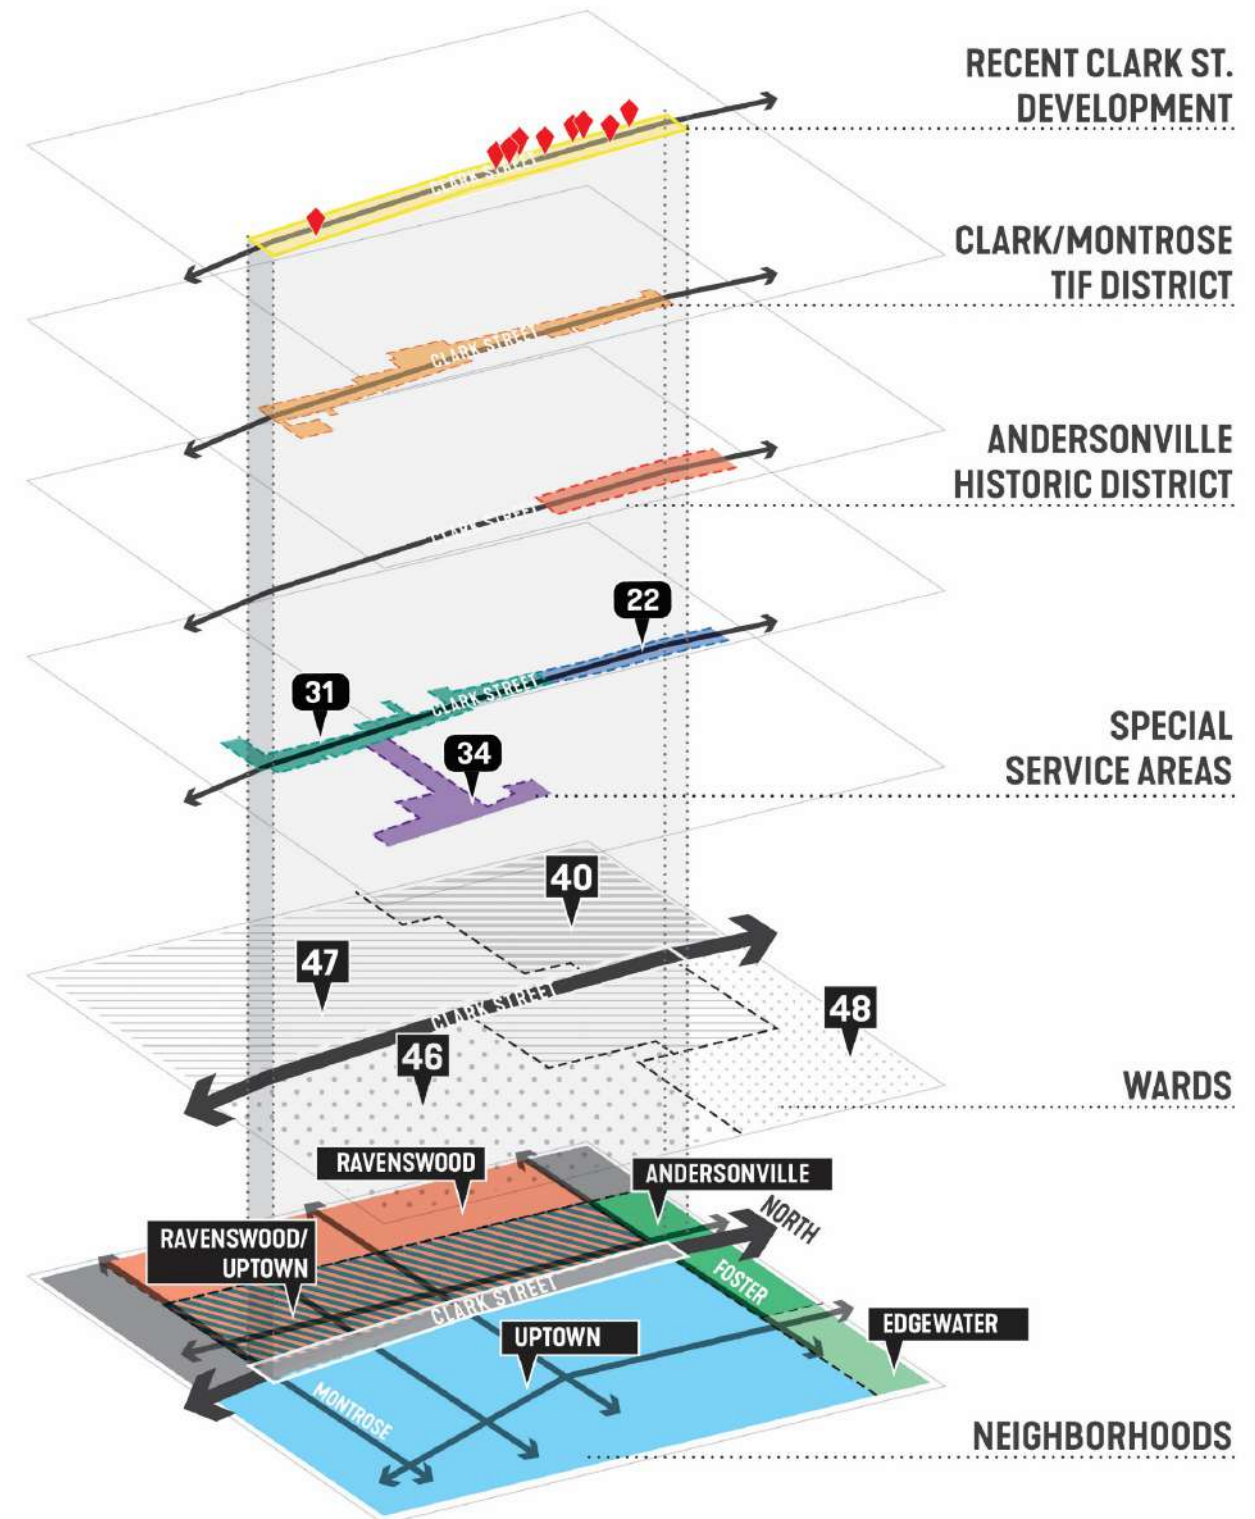 RECENT CLARK ST.
DEVELOPMENT
CLARK STREET
CLARK/MONTROSE
TIF DISTRICT
CLARK STREET
ANDERSONVILLE
HISTORIC DISTRICT
CLARK STREET
22
31
CLARK STREET
34
SPECIAL
SERVICE AREAS
40
47
CLARK STREET
48
46
WARDS
RAVENSWOOD
ANDERSONVILLE
NORTH
RAVENSWOOD/
UPTOWN
FOSTER
CLARK STREET
EDGEWATER
UPTOWN
MONTROSE
NEIGHBORHOODS